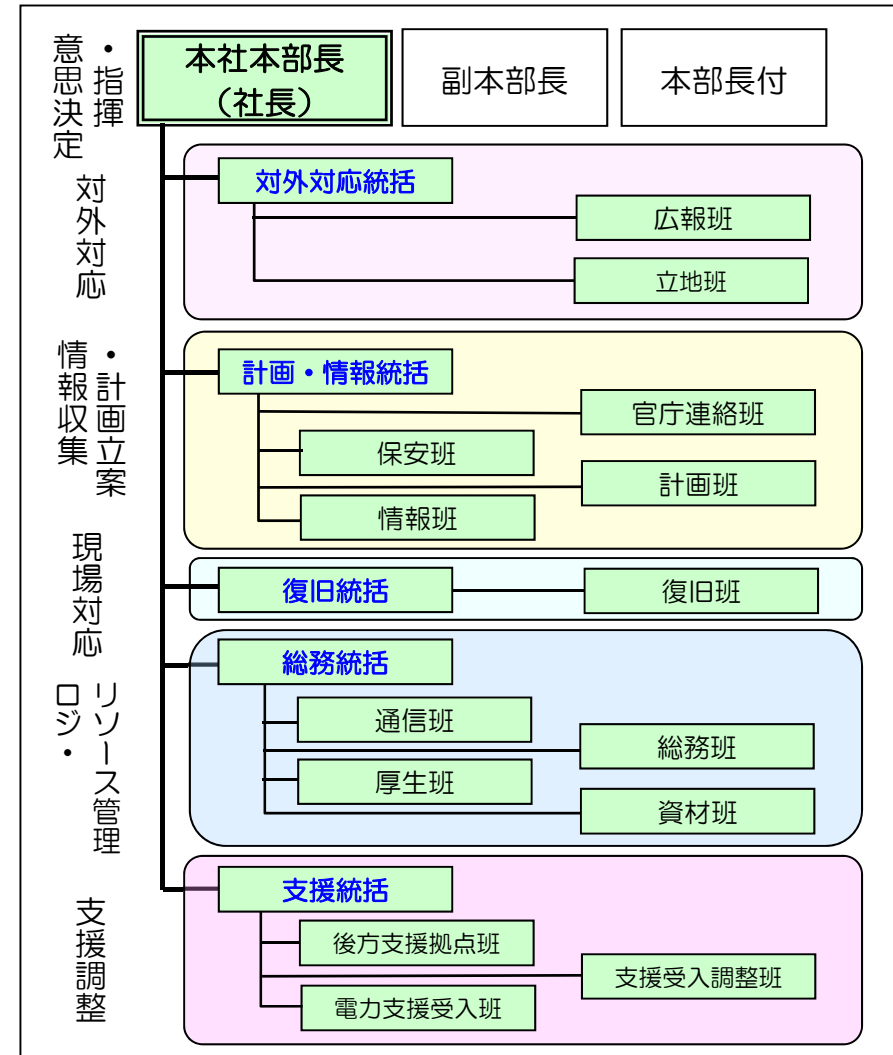 意思決定
・指揮
本社本部長
（社長）
副本部長
本部長付
対外対応
対外対応統括
広報班
立地班
情報収集
・計画立案
計画・情報統括
官庁連絡班
保安班
計画班
情報班
現場対応
復旧統括
復旧班
ロジ・
リソース管理
総務統括
通信班
総務班
厚生班
資材班
支援調整
支援統括
後方支援拠点班
支援受入調整班
電力支援受入班